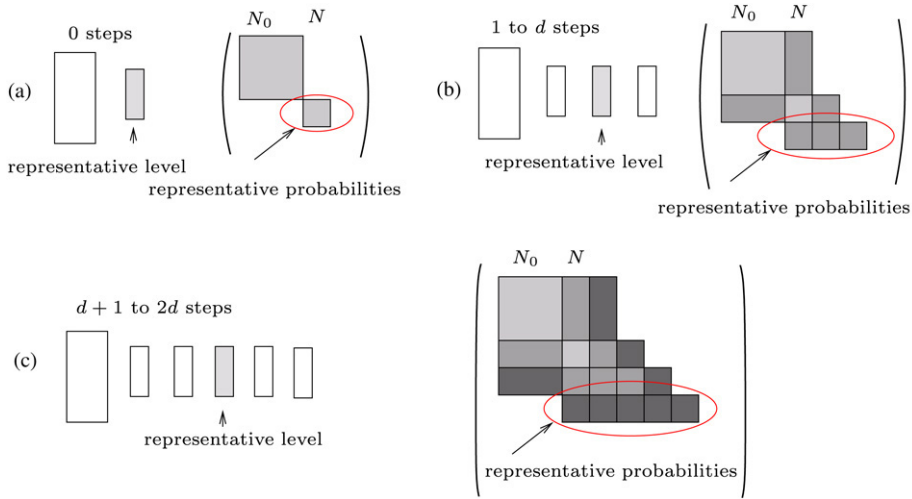 0 steps
N₀ N
(a)
representative level
representative probabilities
1 to d steps
N₀ N
(b)
representative level
representative probabilities
d + 1 to 2d steps
N₀ N
(c)
representative level
representative probabilities